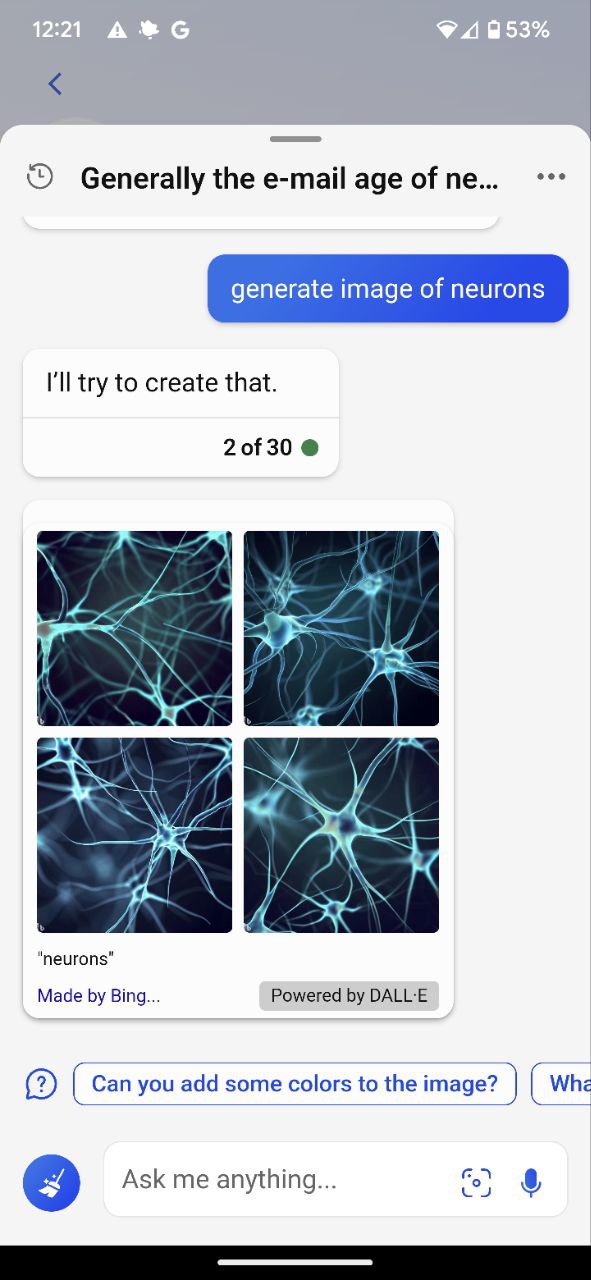 12:21
G
53%
Generally the e-mail age of ne...
generate image of neurons
I'll try to create that.
2 of 30
"neurons"
Made by Bing...
Powered by DALL·E
Can you add some colors to the image?
Wha
Ask me anything...